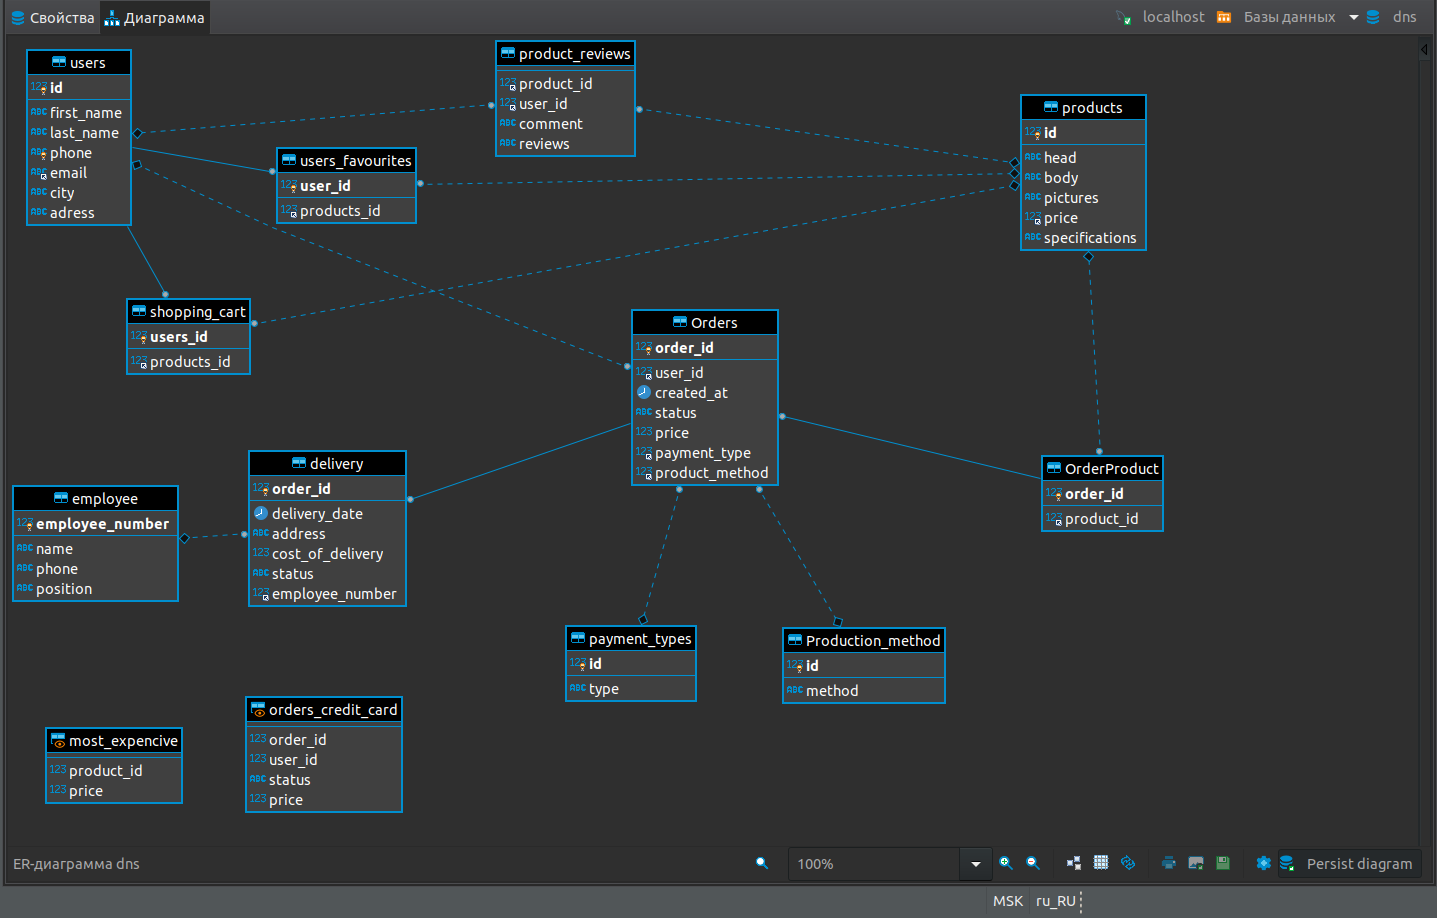 Свойства Диаграмма localhost Базы данных dns
users
id
first_name
last_name
phone
email
city
adress
product_reviews
product_id
user_id
comment
reviews
products
id
head
body
pictures
price
specifications
users_favourites
user_id
products_id
shopping_cart
users_id
products_id
Orders
order_id
user_id
created_at
status
price
payment_type
product_method
delivery
order_id
delivery_date
address
cost_of_delivery
status
employee_number
employee
employee_number
name
phone
position
OrderProduct
order_id
product_id
payment_types
id
type
Production_method
id
method
orders_credit_card
order_id
user_id
status
price
most_expencive
product_id
price
ER-диаграмма dns 100% Persist diagram
MSK ru_RU